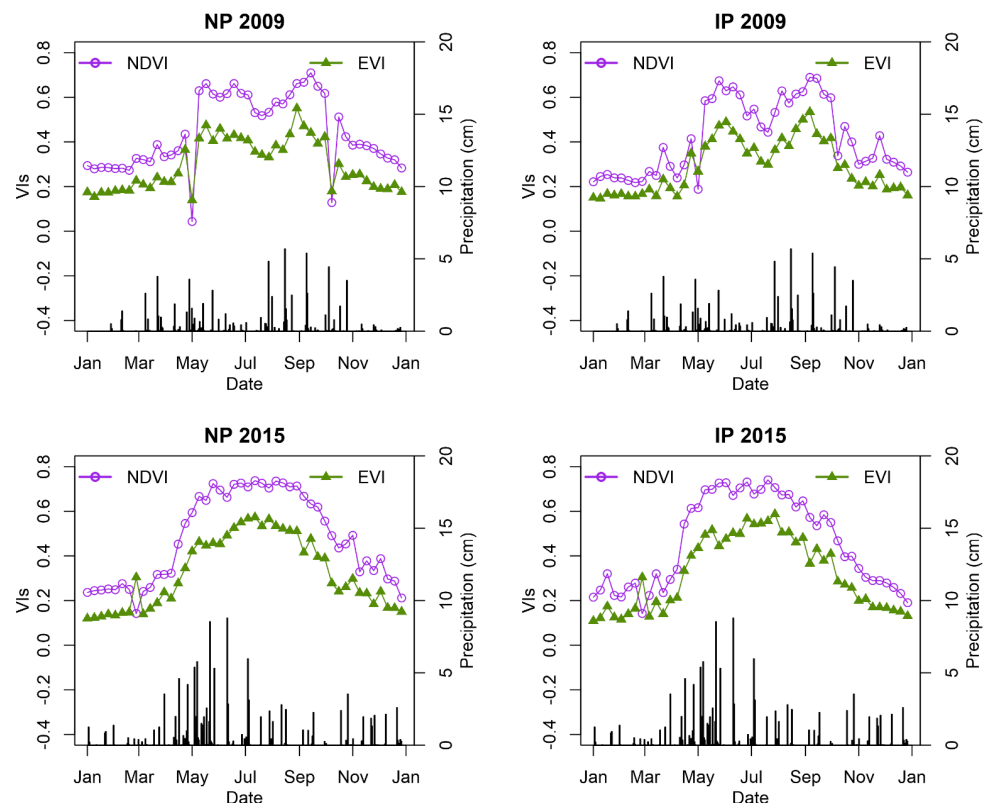 NP 2009
NDVI
EVI
VIs
0.8
0.6
0.4
0.2
0.0
-0.2
-0.4
20
15
10
5
0
Precipitation (cm)
Jan Mar May Jul Sep Nov Jan
Date
IP 2009
NDVI
EVI
VIs
0.8
0.6
0.4
0.2
0.0
-0.2
-0.4
20
15
10
5
0
Precipitation (cm)
Jan Mar May Jul Sep Nov Jan
Date
NP 2015
NDVI
EVI
VIs
0.8
0.6
0.4
0.2
0.0
-0.2
-0.4
20
15
10
5
0
Precipitation (cm)
Jan Mar May Jul Sep Nov Jan
Date
IP 2015
NDVI
EVI
VIs
0.8
0.6
0.4
0.2
0.0
-0.2
-0.4
20
15
10
5
0
Precipitation (cm)
Jan Mar May Jul Sep Nov Jan
Date